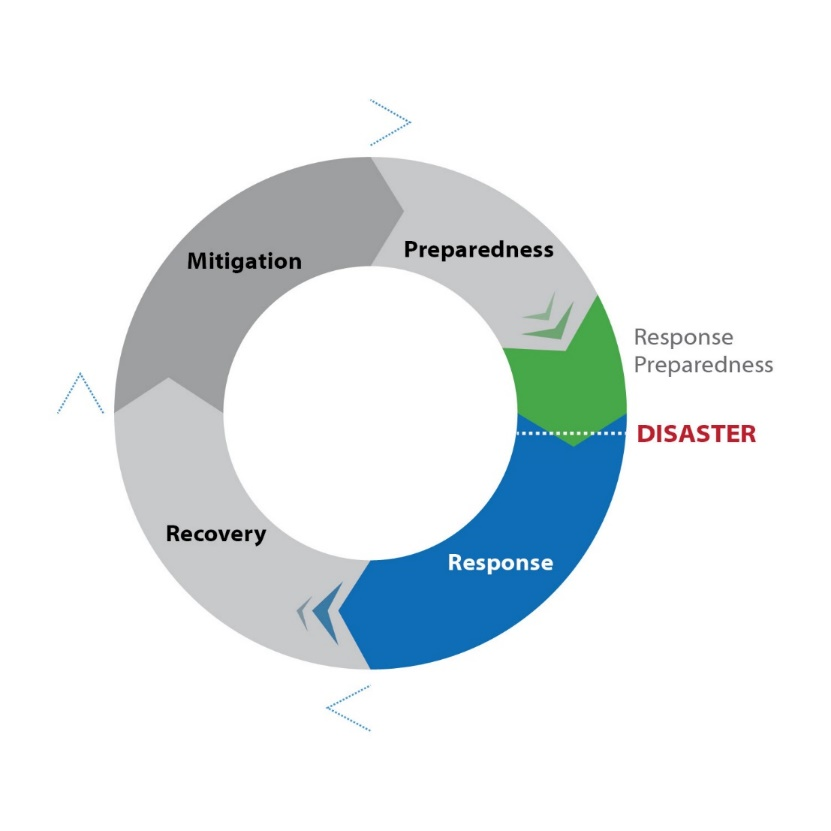 Mitigation
Preparedness
Response
Preparedness
DISASTER
Recovery
Response